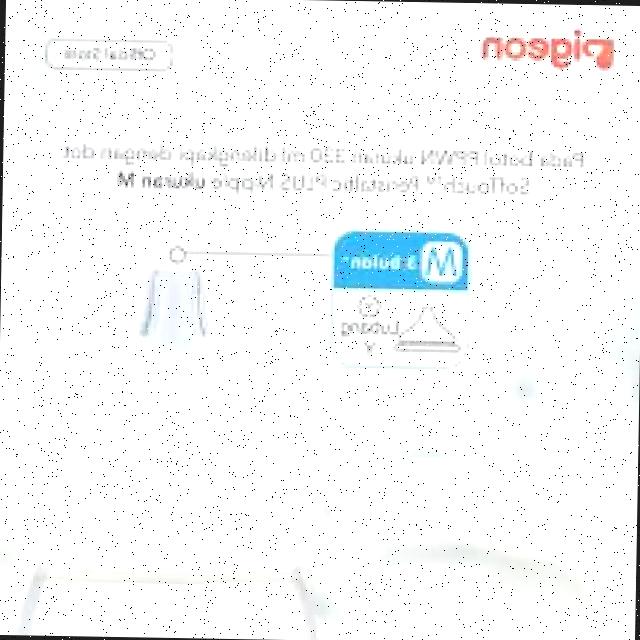 pigeon
Official Store
Pada botol PPWN ukuran 330 ml dilengkapi dengan dot
SofTouch™ Peristaltic PLUS Nipple ukuran M
M 3 bulan+
Lubang
Y